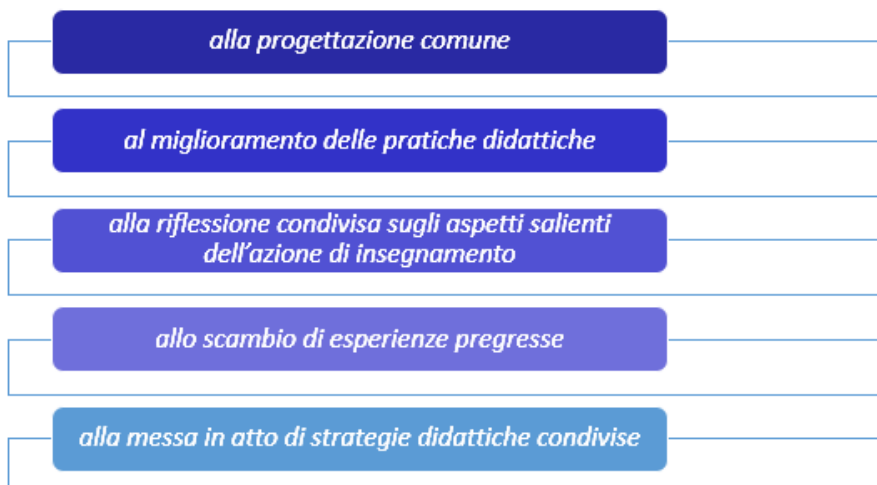 alla progettazione comune
al miglioramento delle pratiche didattiche
alla riflessione condivisa sugli aspetti salienti
dell'azione di insegnamento
allo scambio di esperienze pregresse
alla messa in atto di strategie didattiche condivise